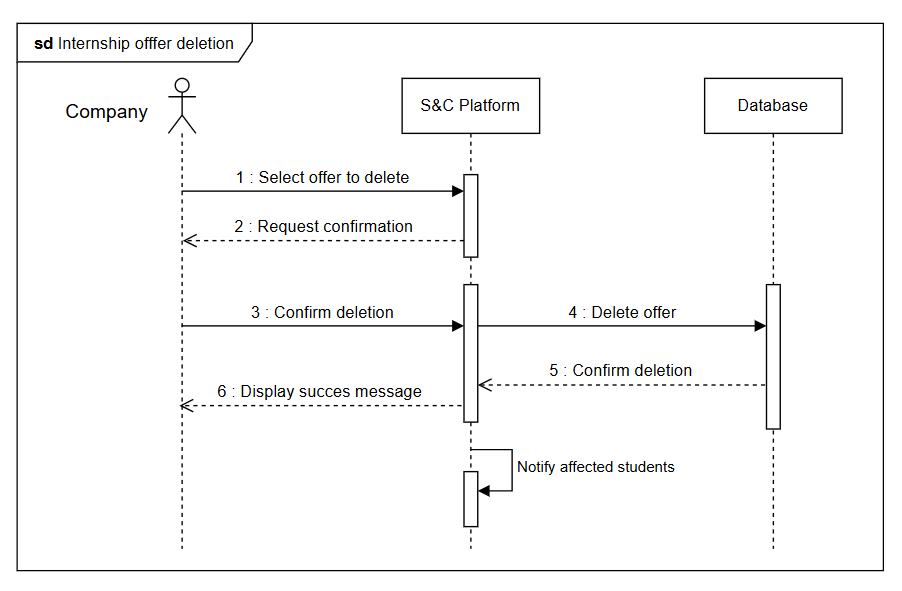 sd Internship offfer deletion
Company
S&C Platform
Database
1 : Select offer to delete
2 : Request confirmation
3 : Confirm deletion
4 : Delete offer
5 : Confirm deletion
6 : Display succes message
Notify affected students